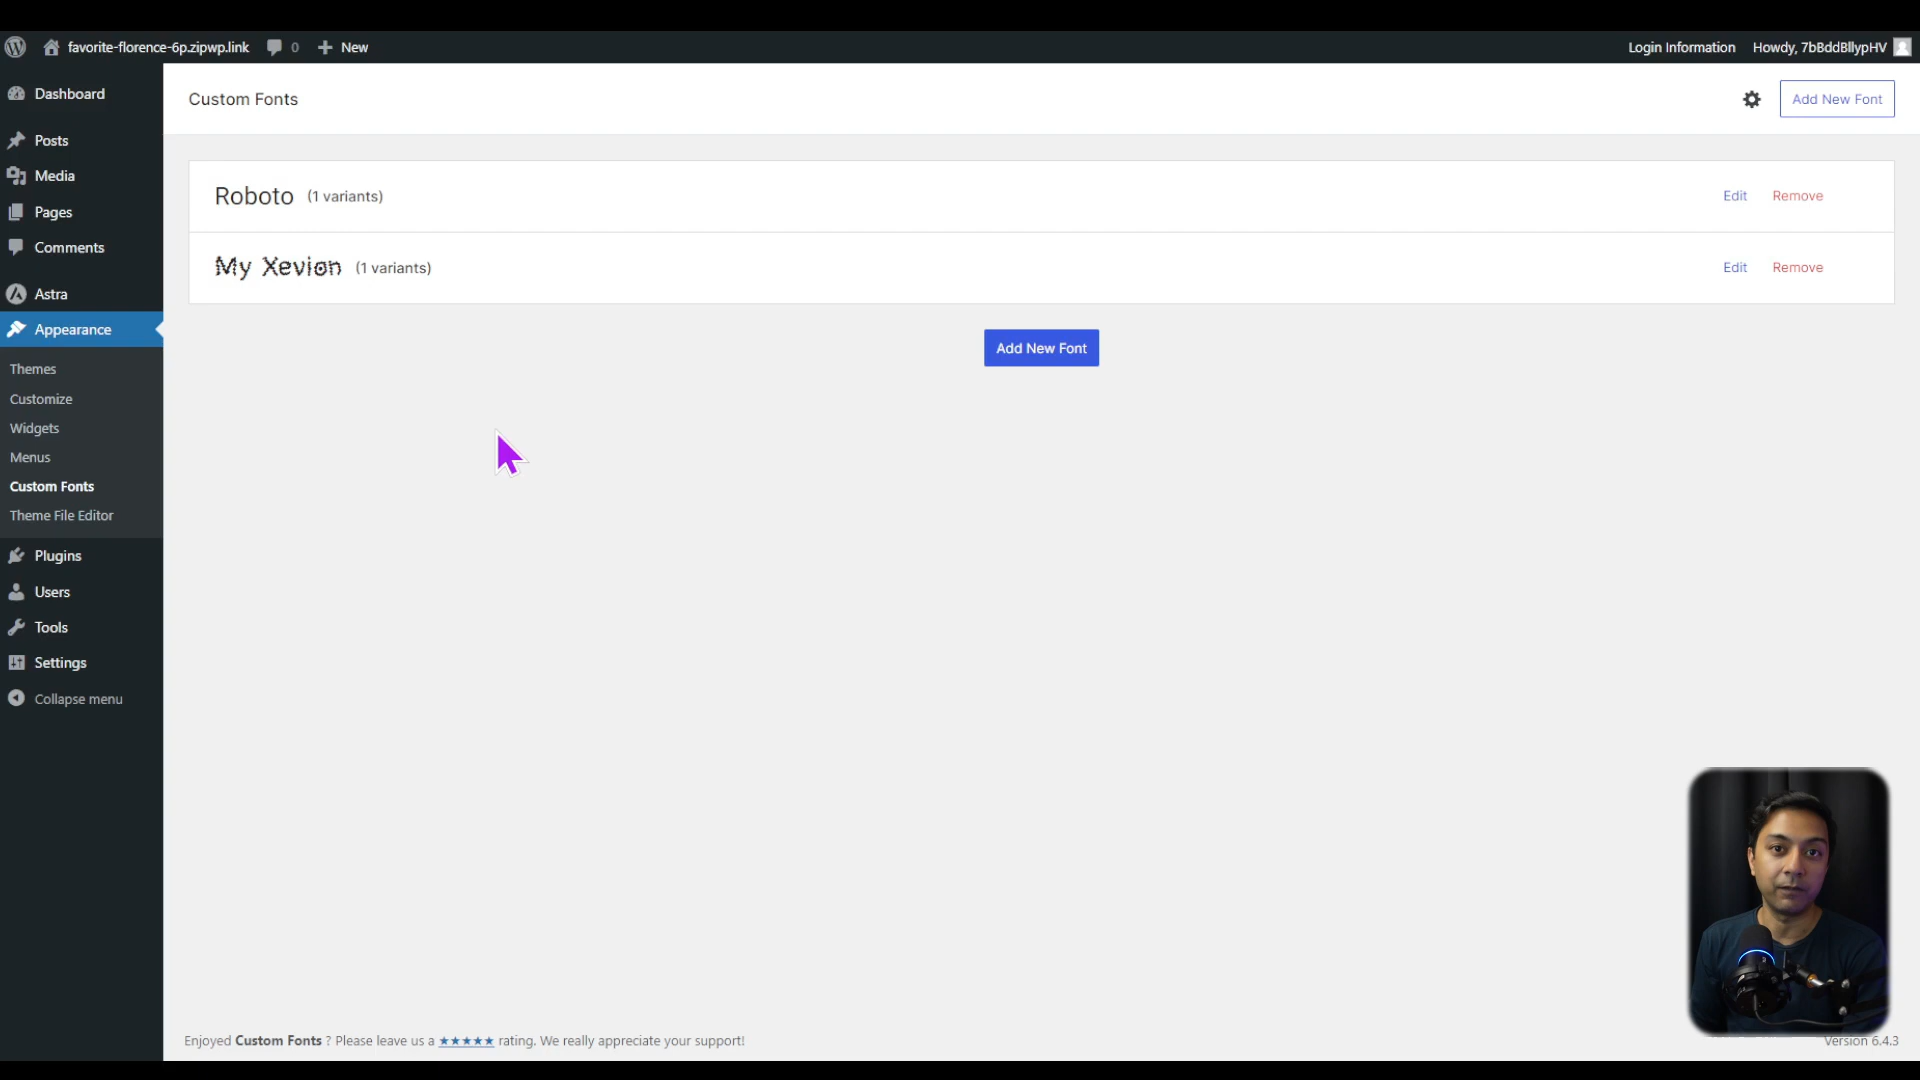 favorite-florence-6p.zipwp.link 0 New Login Information Howdy, 7bBddBllypHV
Dashboard
Posts
Media
Pages
Comments
Astra
Appearance
Themes
Customize
Widgets
Menus
Custom Fonts
Theme File Editor
Plugins
Users
Tools
Settings
Collapse menu
Custom Fonts Add New Font
Roboto (1 variants) Edit Remove
My Xevion (1 variants) Edit Remove
Add New Font
Enjoyed Custom Fonts ? Please leave us a ★★★★★ rating. We really appreciate your support!
Version 6.4.3